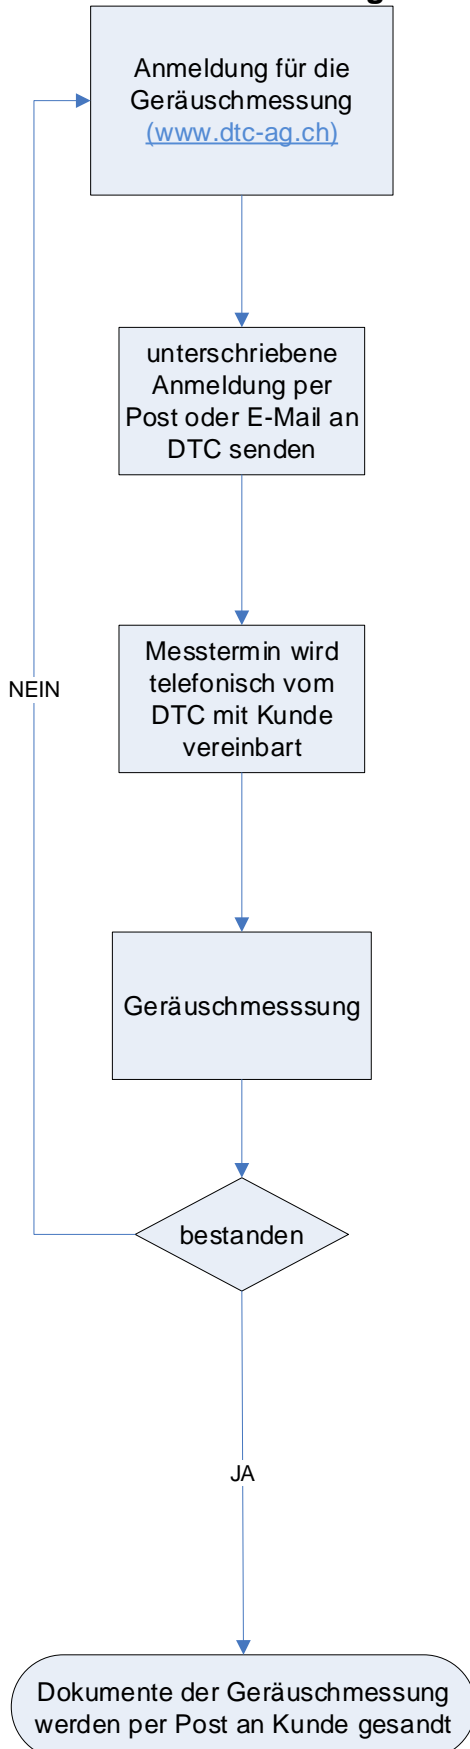 Anmeldung für die
Geräuschmessung
(www.dtc-ag.ch)
unterschriebene
Anmeldung per
Post oder E-Mail an
DTC senden
Messtermin wird
telefonisch vom
DTC mit Kunde
vereinbart
NEIN
Geräuschmesssung
bestanden
JA
Dokumente der Geräuschmessung
werden per Post an Kunde gesandt